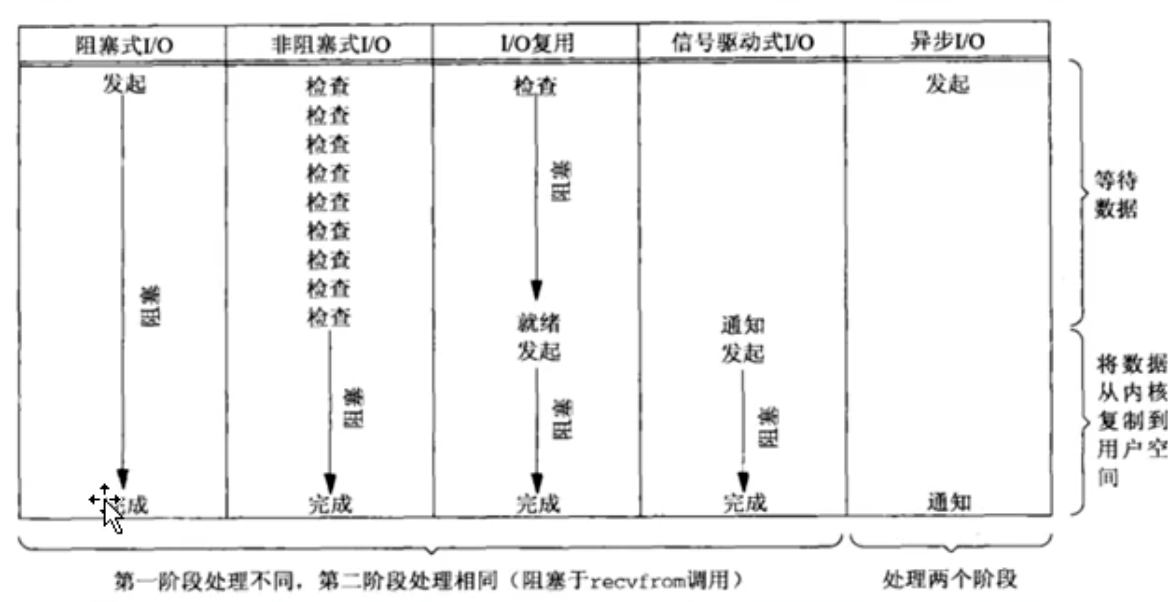 阻塞式I/O 非阻塞式I/O I/O复用 信号驱动式I/O 异步I/O
发起 检查 检查 发起
检查
检查
检查
检查
检查
检查
检查
检查
阻塞
阻塞
就绪 通知
发起 发起
阻塞
阻塞
阻塞
完成 完成 完成 完成 通知
等待
数据
将数据
从内核
复制到
用户空
间
第一阶段处理不同，第二阶段处理相同（阻塞于recvfrom调用） 处理两个阶段